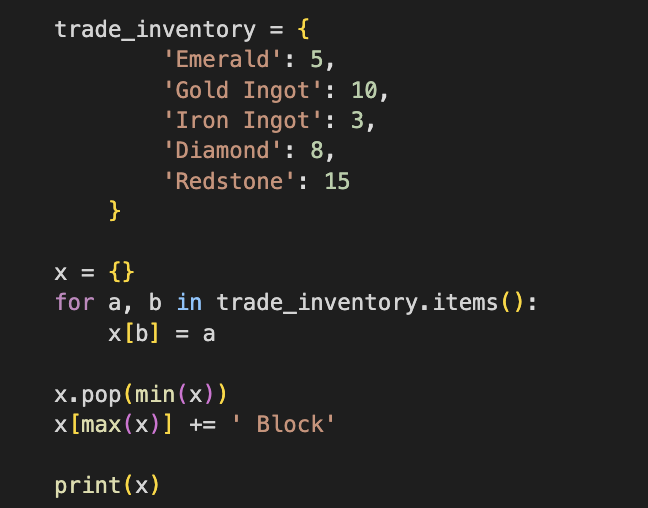 trade_inventory = {
        'Emerald': 5,
        'Gold Ingot': 10,
        'Iron Ingot': 3,
        'Diamond': 8,
        'Redstone': 15
    }
x = {}
for a, b in trade_inventory.items():
    x[b] = a
x.pop(min(x))
x[max(x)] += ' Block'
print(x)